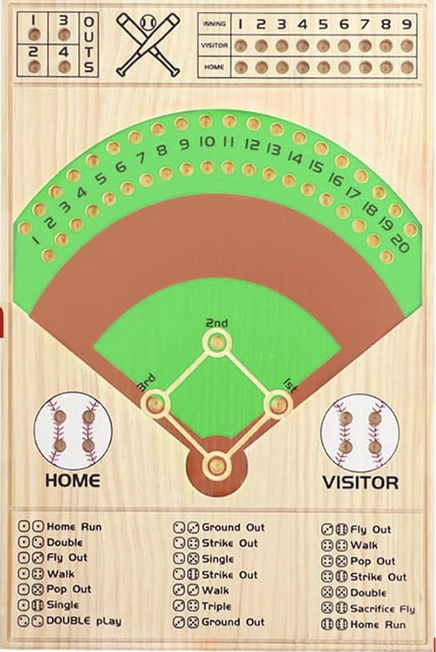 1 3 OUTS
2 4
INNING 1 2 3 4 5 6 7 8 9
VISITOR
HOME
1 2 3 4 5 6 7 8 9 10 11 12 13 14 15 16 17 18 19 20
2nd
3rd 1st
HOME VISITOR
Home Run
Double
Fly Out
Walk
Pop Out
Single
DOUBLE pLAY
Ground Out
Strike Out
Single
Strike Out
Walk
Triple
Ground Out
Fly Out
Walk
Pop Out
Strike Out
Double
Sacrifice Fly
Home Run